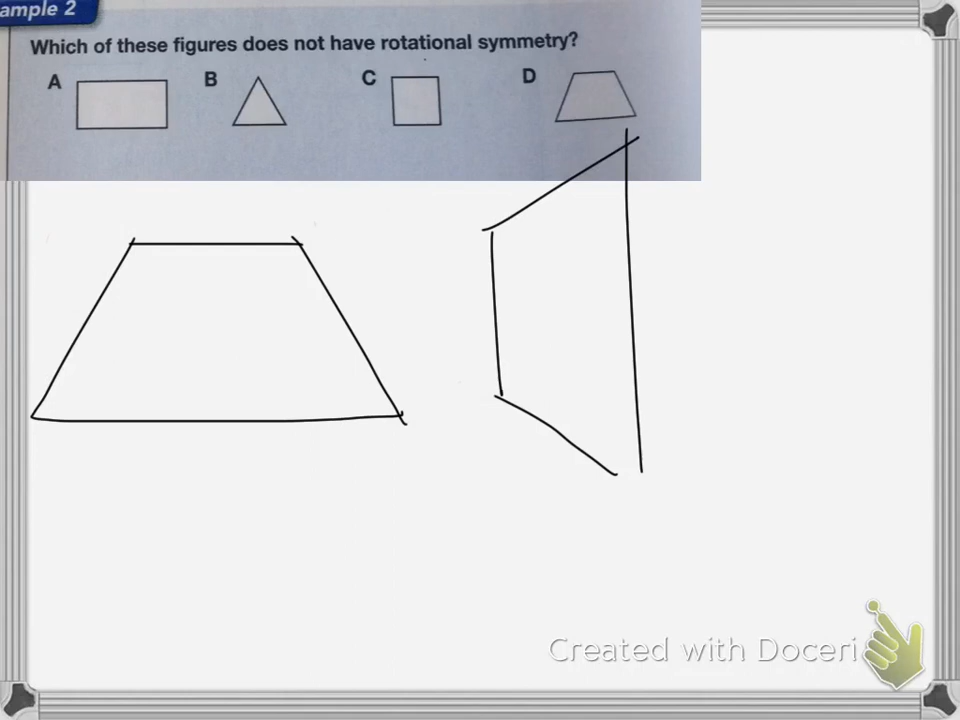 ample 2
Which of these figures does not have rotational symmetry?
A B C D
Created with Doceri